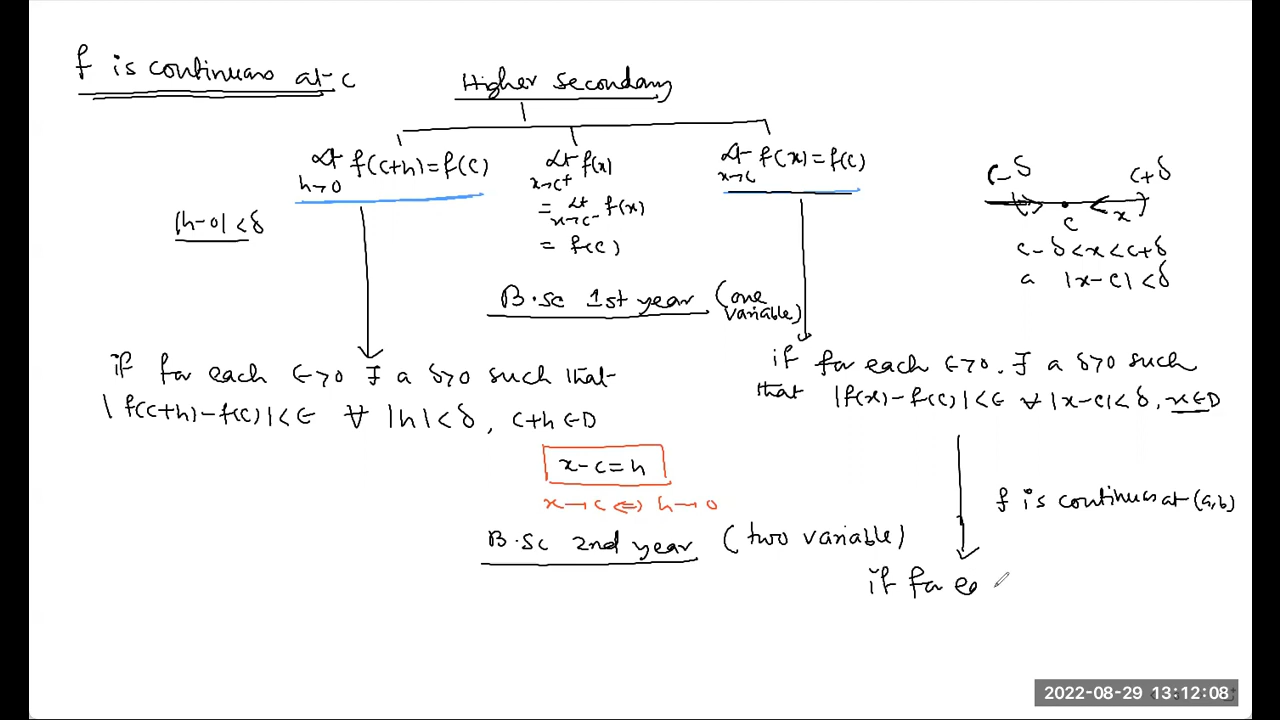 f is continuous at c
Higher secondary
Lt f(c+h)=f(c)
h→0
Lt f(x)
x→c+
= Lt f(x)
x→c-
= f(c)
Lt f(x)=f(c)
x→c
c-δ c+δ
c x
c-δ<x<c+δ
a |x-c|<δ
|h-0|<δ
B.sc 1st year (one variable)
if for each ϵ>0 ∃ a δ>0 such that
|f(c+h)-f(c)|<ϵ ∀ |h|<δ, c+h∈D
if for each ϵ>0. ∃ a δ>0 such
that |f(x)-f(c)|<ϵ ∀ |x-c|<δ, x∈D
x-c=h
x→c ⇔ h→0
f is continuous at (a,b)
B.sc 2nd year (two variable)
if for ea
2022-08-29 13:12:08